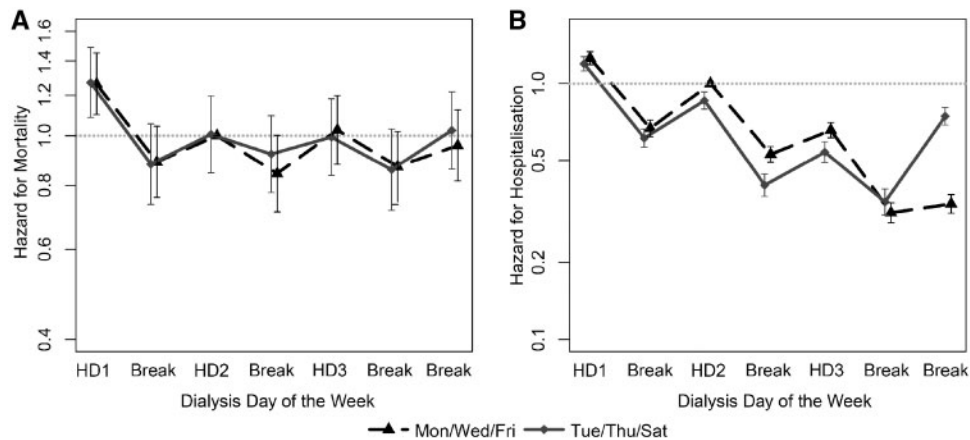 A
Hazard for Mortality
1.6
1.4
1.2
1.0
0.8
0.6
0.4
HD1 Break HD2 Break HD3 Break Break
Dialysis Day of the Week
B
Hazard for Hospitalisation
1.0
0.5
0.2
0.1
HD1 Break HD2 Break HD3 Break Break
Dialysis Day of the Week
Mon/Wed/Fri Tue/Thu/Sat